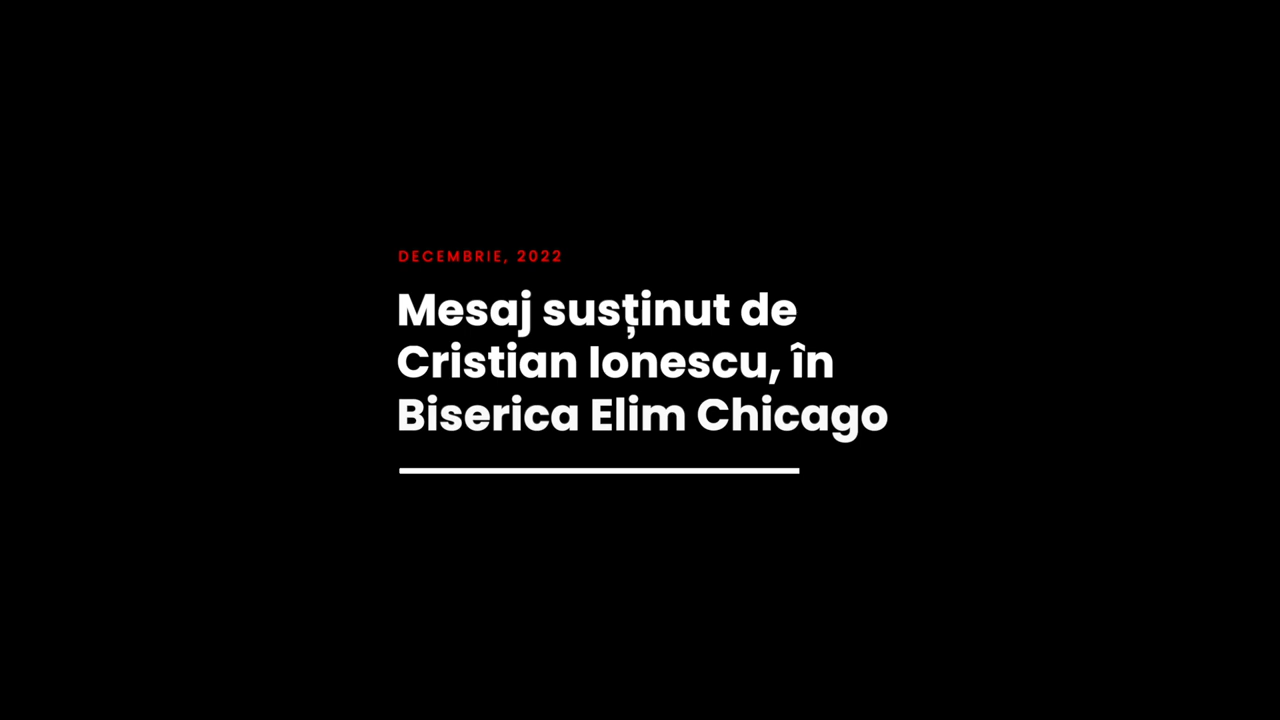 DECEMBRIE, 2022
Mesaj susținut de
Cristian Ionescu, în
Biserica Elim Chicago